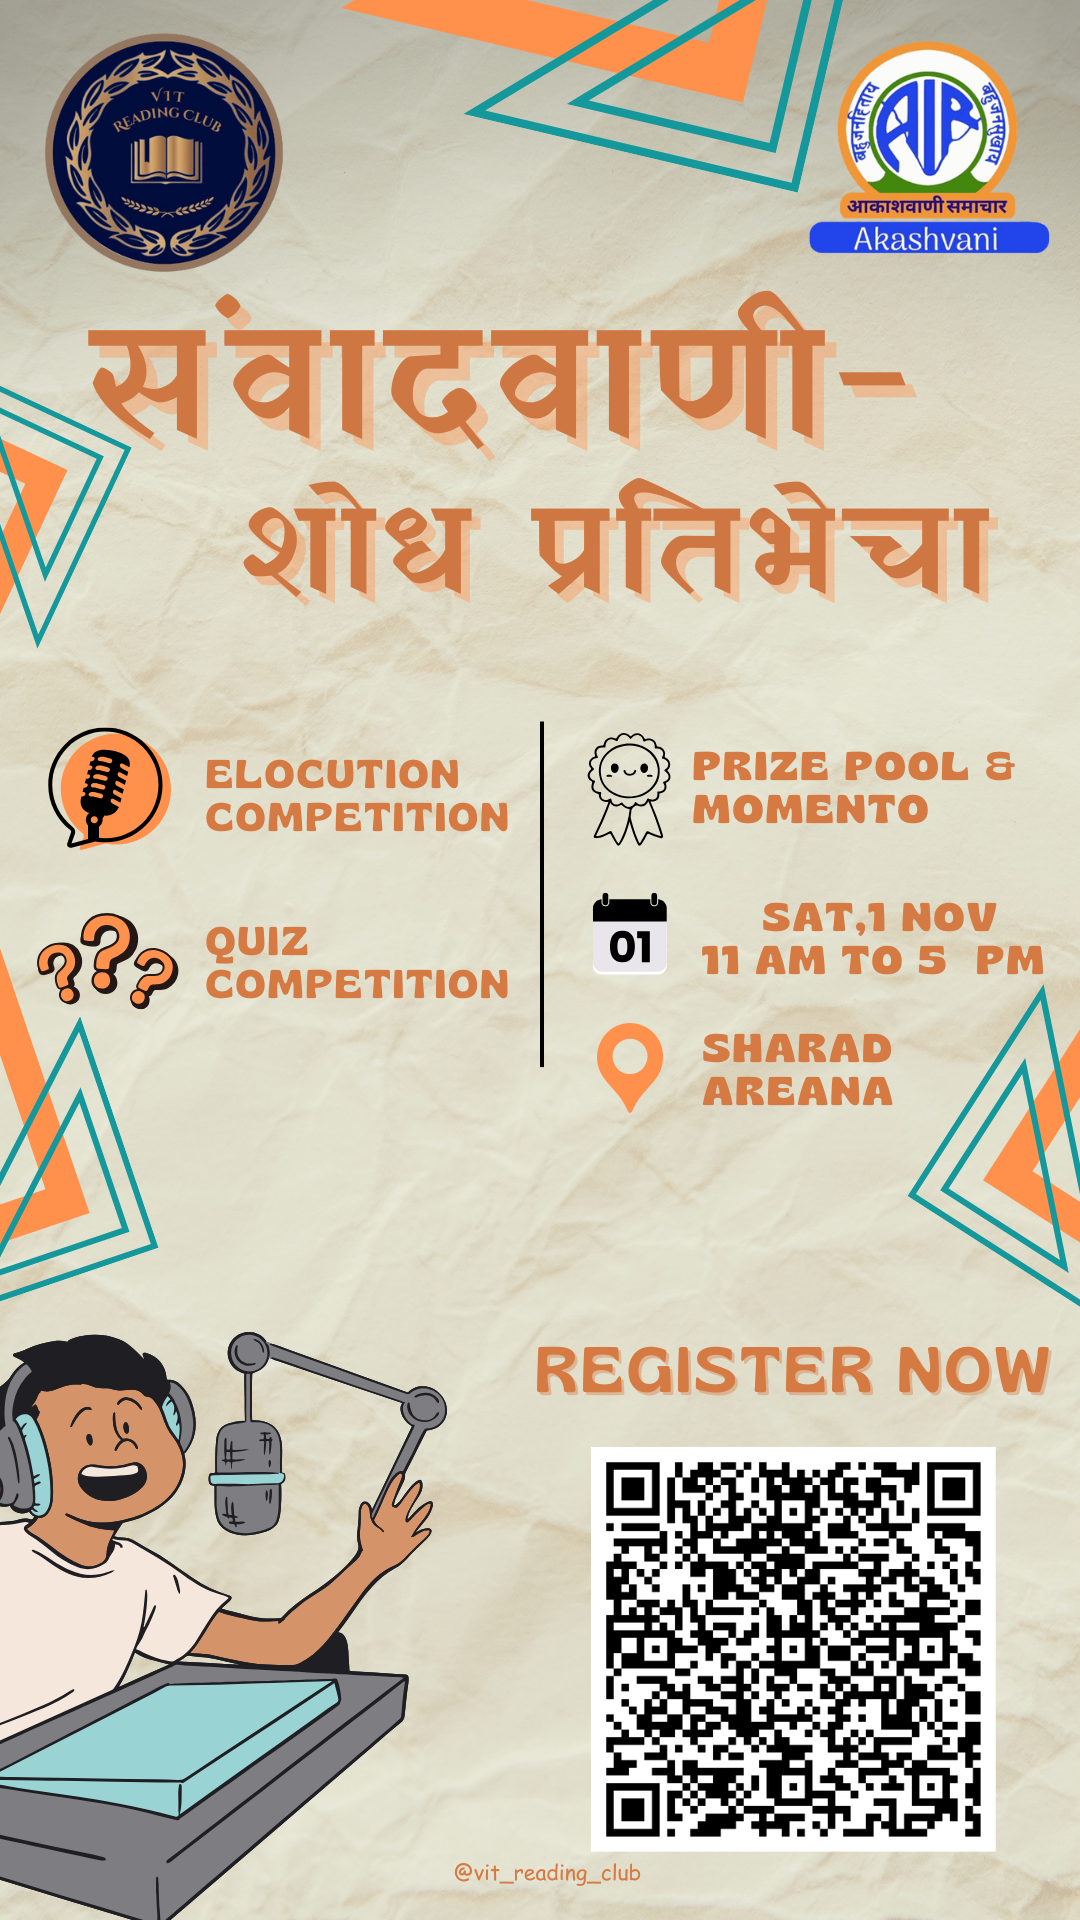 VIT
READING CLUB
बहुजनहिताय
बहुजनसुखाय
AIR
आकाशवाणी समाचार
Akashvani
संवादवाणी-
शोध प्रतिभेचा
ELOCUTION
COMPETITION
QUIZ
COMPETITION
PRIZE POOL &
MOMENTO
01
SAT,1 NOV
11 AM TO 5 PM
SHARAD
AREANA
REGISTER NOW
@vit_reading_club